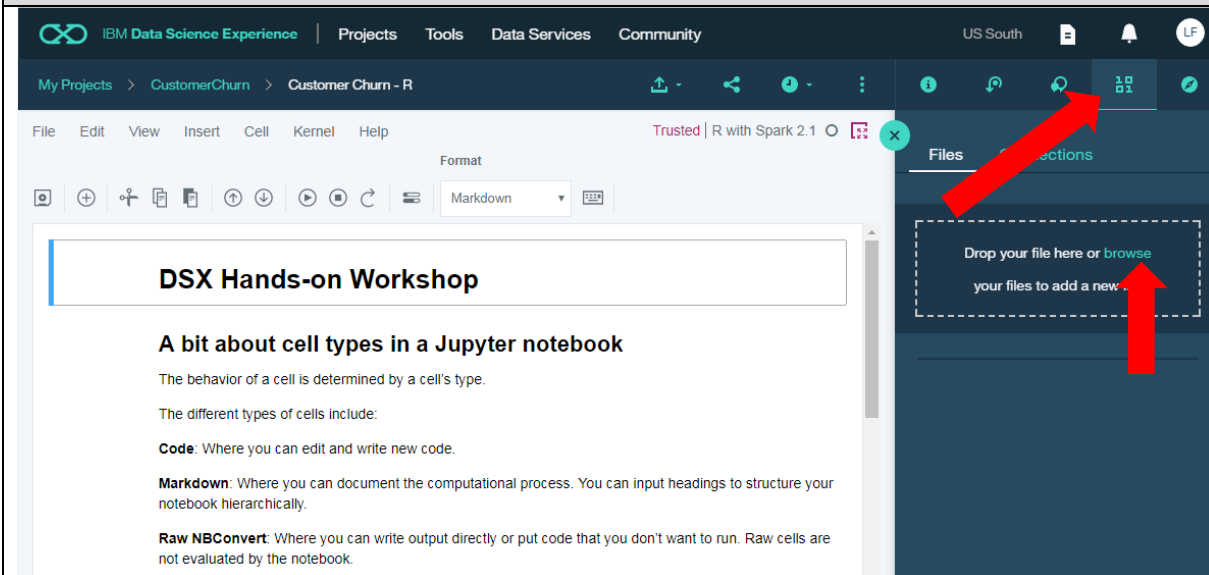 IBM Data Science Experience | Projects Tools Data Services Community US South LF
My Projects > CustomerChurn > Customer Churn - R
File Edit View Insert Cell Kernel Help Trusted | R with Spark 2.1
Format
Markdown
Files
Drop your file here or browse
your files to add a new
DSX Hands-on Workshop
A bit about cell types in a Jupyter notebook
The behavior of a cell is determined by a cell's type.
The different types of cells include:
Code: Where you can edit and write new code.
Markdown: Where you can document the computational process. You can input headings to structure your
notebook hierarchically.
Raw NBConvert: Where you can write output directly or put code that you don't want to run. Raw cells are
not evaluated by the notebook.